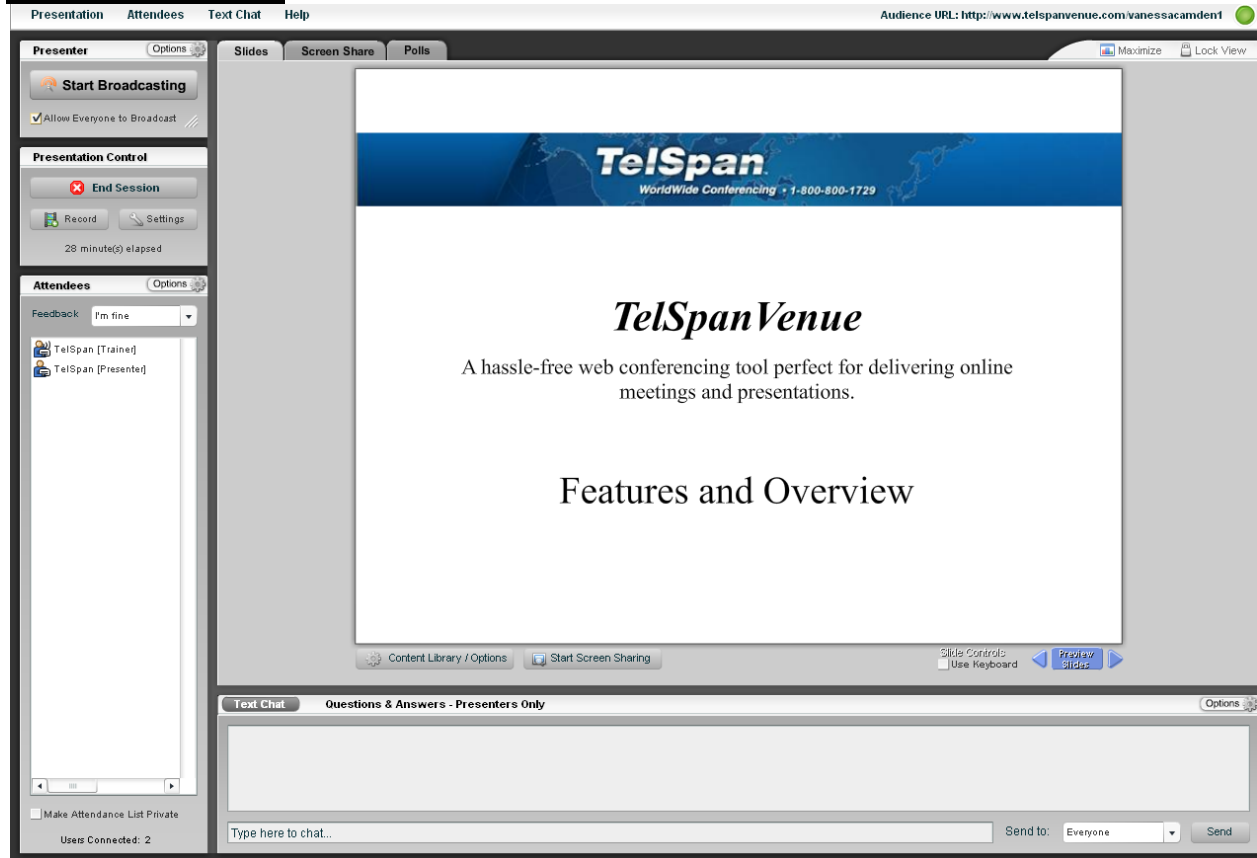 Presentation Attendees Text Chat Help Audience URL: http://www.telspanvenue.com/vanessacamden1
Presenter Options
Start Broadcasting
Allow Everyone to Broadcast
Presentation Control
End Session
Record Settings
28 minute(s) elapsed
Attendees Options
Feedback I'm fine
TelSpan [Trainer]
TelSpan [Presenter]
Make Attendance List Private
Users Connected: 2
Slides Screen Share Polls Maximize Lock View
TelSpan
WorldWide Conferencing • 1-800-800-1729
TelSpanVenue
A hassle-free web conferencing tool perfect for delivering online
meetings and presentations.
Features and Overview
Content Library / Options Start Screen Sharing
Slide Controls
Use Keyboard
Preview
Slides
Text Chat Questions & Answers - Presenters Only Options
Type here to chat... Send to: Everyone Send